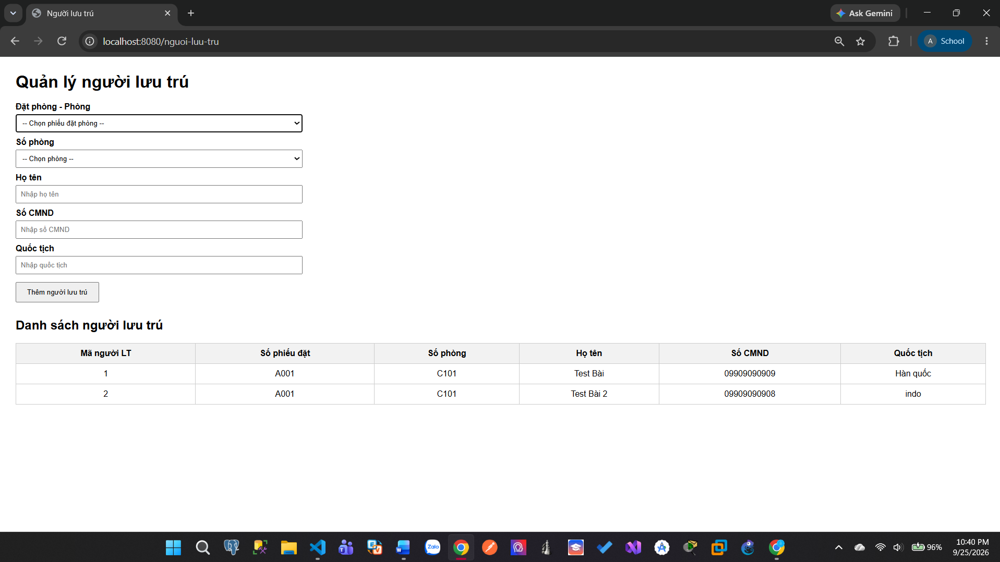 Người lưu trú
Ask Gemini
localhost:8080/nguoi-luu-tru
A School
Quản lý người lưu trú
Đặt phòng - Phòng
-- Chọn phiếu đặt phòng --
Số phòng
-- Chọn phòng --
Họ tên
Nhập họ tên
Số CMND
Nhập số CMND
Quốc tịch
Nhập quốc tịch
Thêm người lưu trú
Danh sách người lưu trú
Mã người LT Số phiếu đặt Số phòng Họ tên Số CMND Quốc tịch
1 A001 C101 Test Bài 09909090909 Hàn quốc
2 A001 C101 Test Bài 2 09909090908 indo
Zalo
96%
10:40 PM
9/25/2026